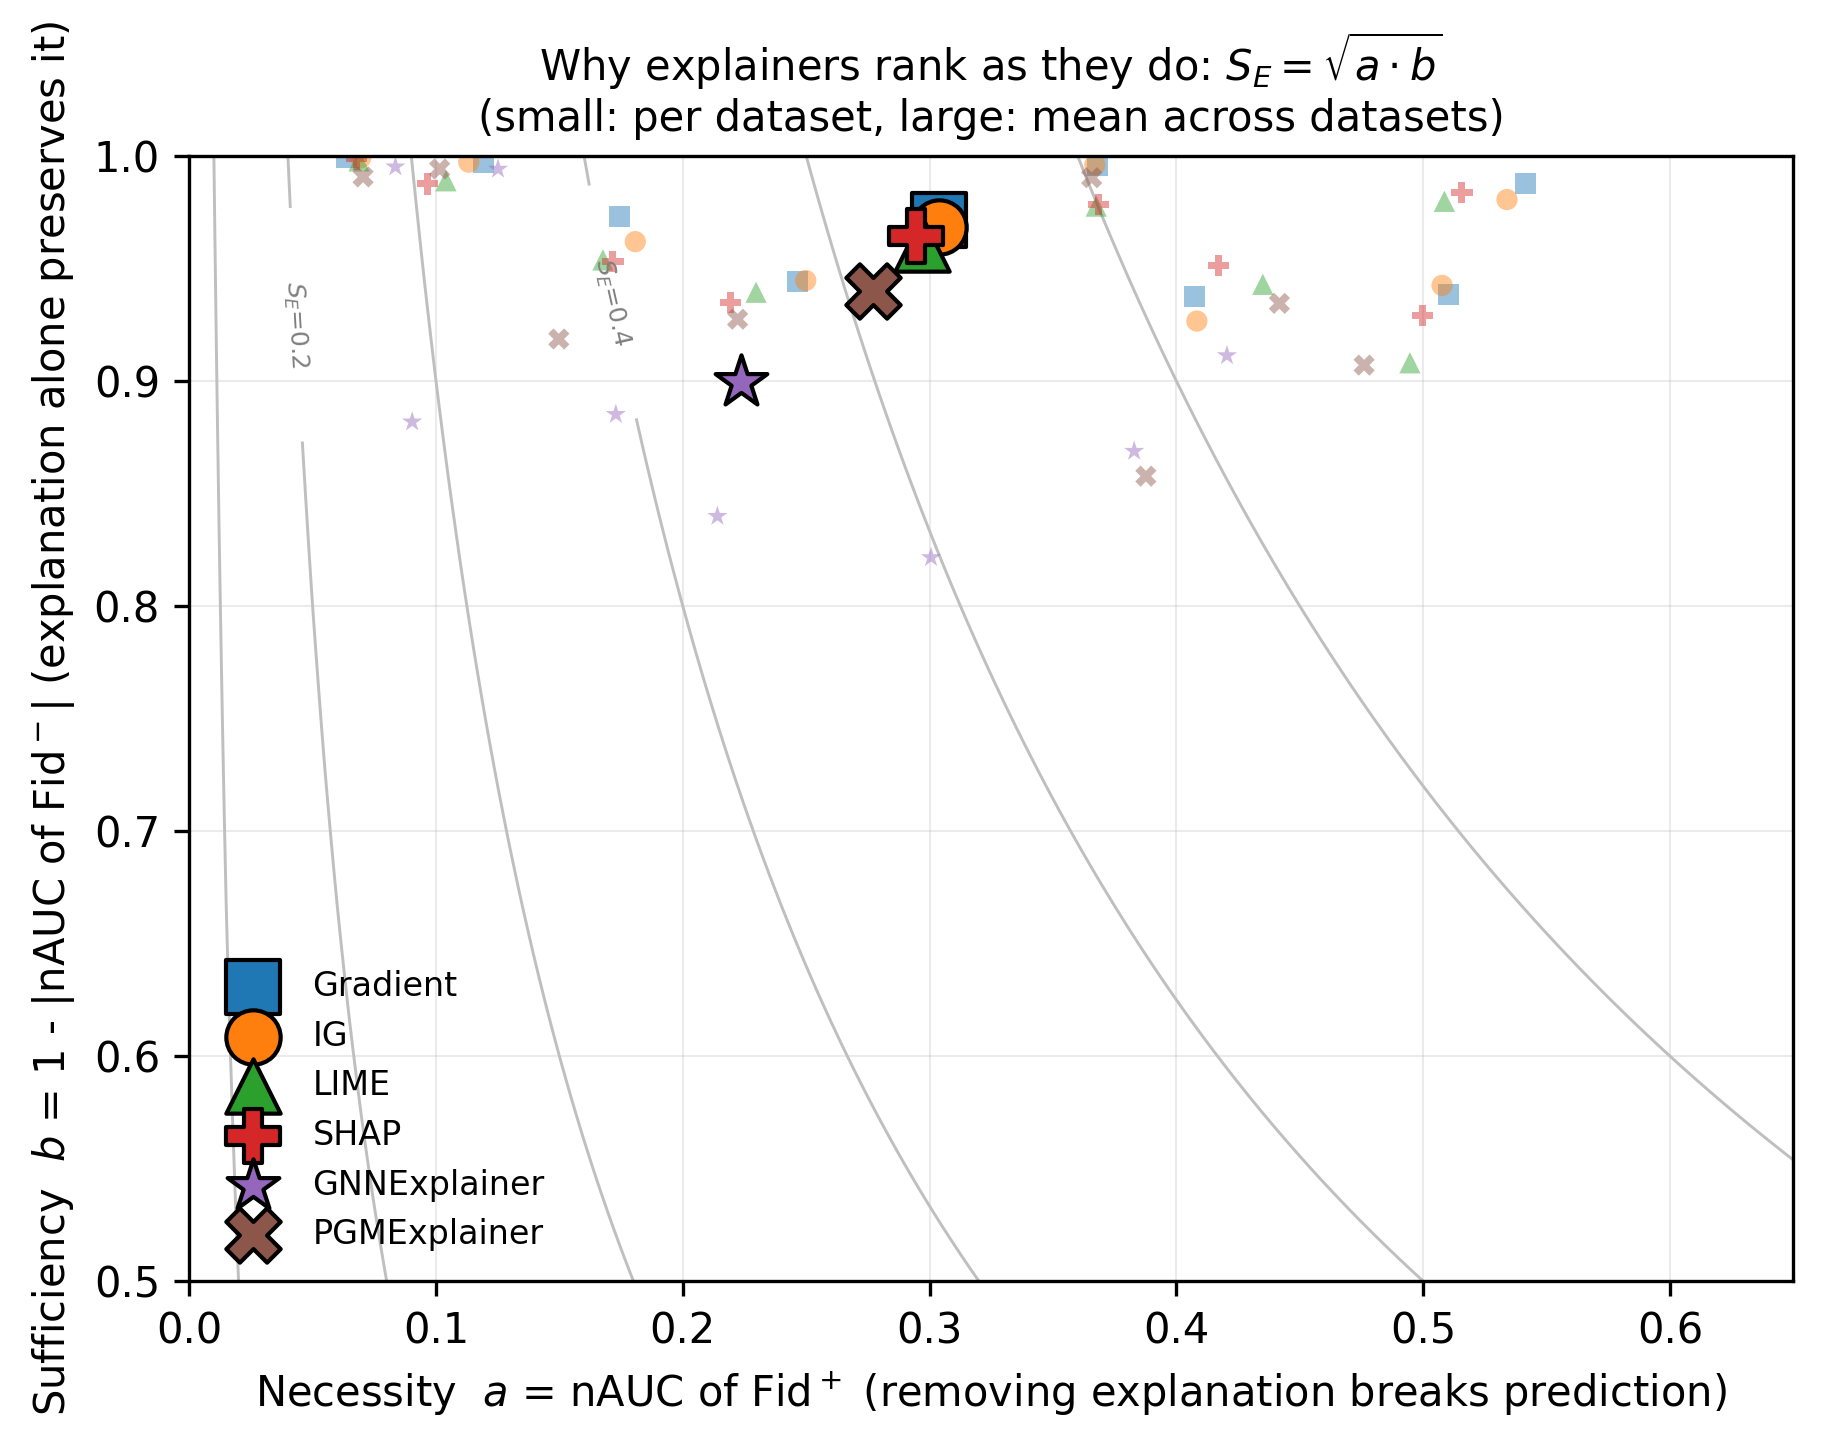 Why explainers rank as they do: $S_E = \sqrt{a \cdot b}$
(small: per dataset, large: mean across datasets)
Sufficiency b = 1 - |nAUC of Fid⁻| (explanation alone preserves it)
1.0
0.9
0.8
0.7
0.6
0.5
S_E=0.2
S_E=0.4
Gradient
IG
LIME
SHAP
GNNExplainer
PGMExplainer
0.0 0.1 0.2 0.3 0.4 0.5 0.6
Necessity a = nAUC of Fid⁺ (removing explanation breaks prediction)